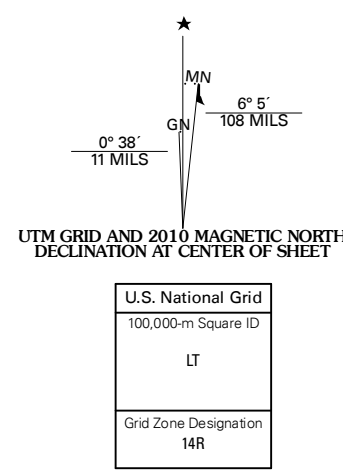 MN
GN
6° 5´
108 MILS
0° 38´
11 MILS
UTM GRID AND 2010 MAGNETIC NORTH
DECLINATION AT CENTER OF SHEET
U.S. National Grid
100,000-m Square ID
LT
Grid Zone Designation
14R